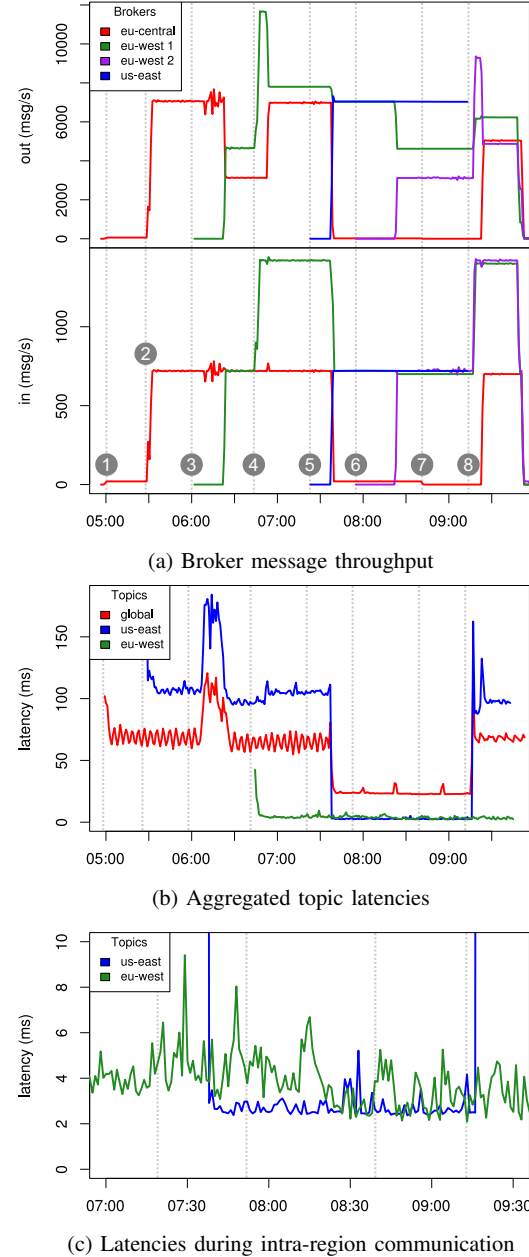 Brokers
eu-central
eu-west 1
eu-west 2
us-east
out (msg/s)
0 2000 6000 10000
in (msg/s)
0 500 1000
1 2 3 4 5 6 7 8
05:00 06:00 07:00 08:00 09:00
(a) Broker message throughput
Topics
global
us-east
eu-west
latency (ms)
0 50 100 150
05:00 06:00 07:00 08:00 09:00
(b) Aggregated topic latencies
Topics
us-east
eu-west
latency (ms)
0 2 4 6 8 10
07:00 07:30 08:00 08:30 09:00 09:30
(c) Latencies during intra-region communication